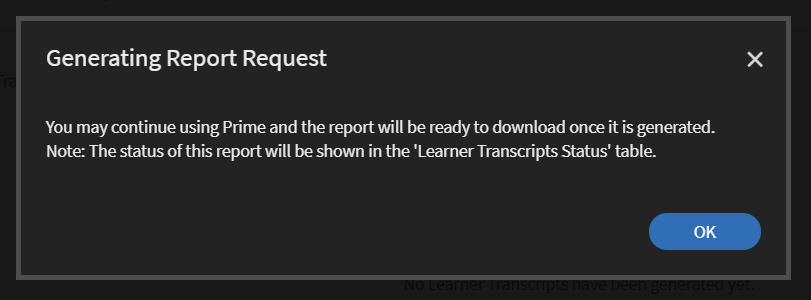 Generating Report Request
Tra
You may continue using Prime and the report will be ready to download once it is generated.
Note: The status of this report will be shown in the 'Learner Transcripts Status' table.
OK
No Learner Transcripts have been generated yet.